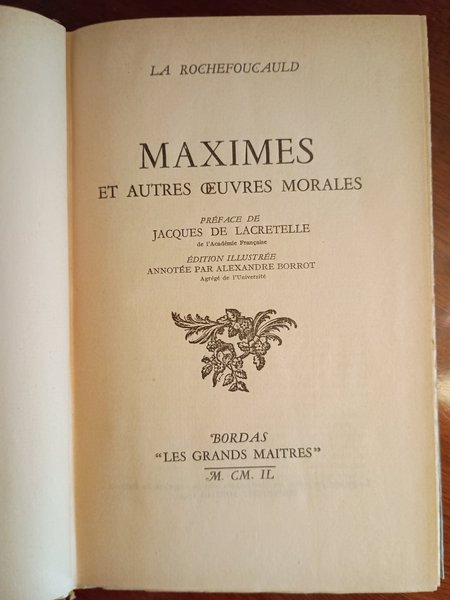 LA ROCHEFOUCAULD
MAXIMES
ET AUTRES ŒUVRES MORALES
PRÉFACE DE
JACQUES DE LACRETELLE
de l'Académie Française
ÉDITION ILLUSTRÉE
ANNOTÉE PAR ALEXANDRE BORROT
Agrégé de l'Université
BORDAS
"LES GRANDS MAITRES"
M. CM. IL